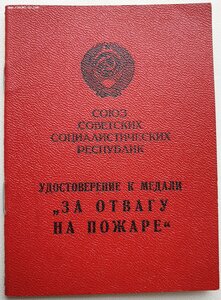 СОЮЗ
СОВЕТСКИХ
СОЦИАЛИСТИЧЕСКИХ
РЕСПУБЛИК
УДОСТОВЕРЕНИЕ К МЕДАЛИ
„ЗА ОТВАГУ
НА ПОЖАРЕ“